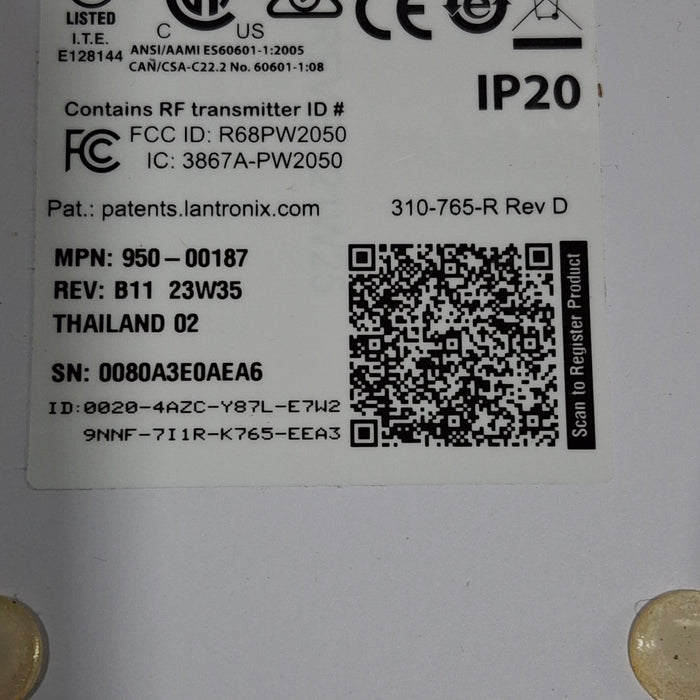 LISTED
I.T.E.
E128144
C US
ANSI/AAMI ES60601-1:2005
CAN/CSA-C22.2 No. 60601-1:08
CE
IP20
Contains RF transmitter ID #
FC FCC ID: R68PW2050
IC: 3867A-PW2050
Pat.: patents.lantronix.com 310-765-R Rev D
MPN: 950-00187
REV: B11 23W35
THAILAND 02
SN: 0080A3E0AEA6
ID:0020-4AZC-Y87L-E7W2
9NNF-7I1R-K765-EEA3
Scan to Register Product